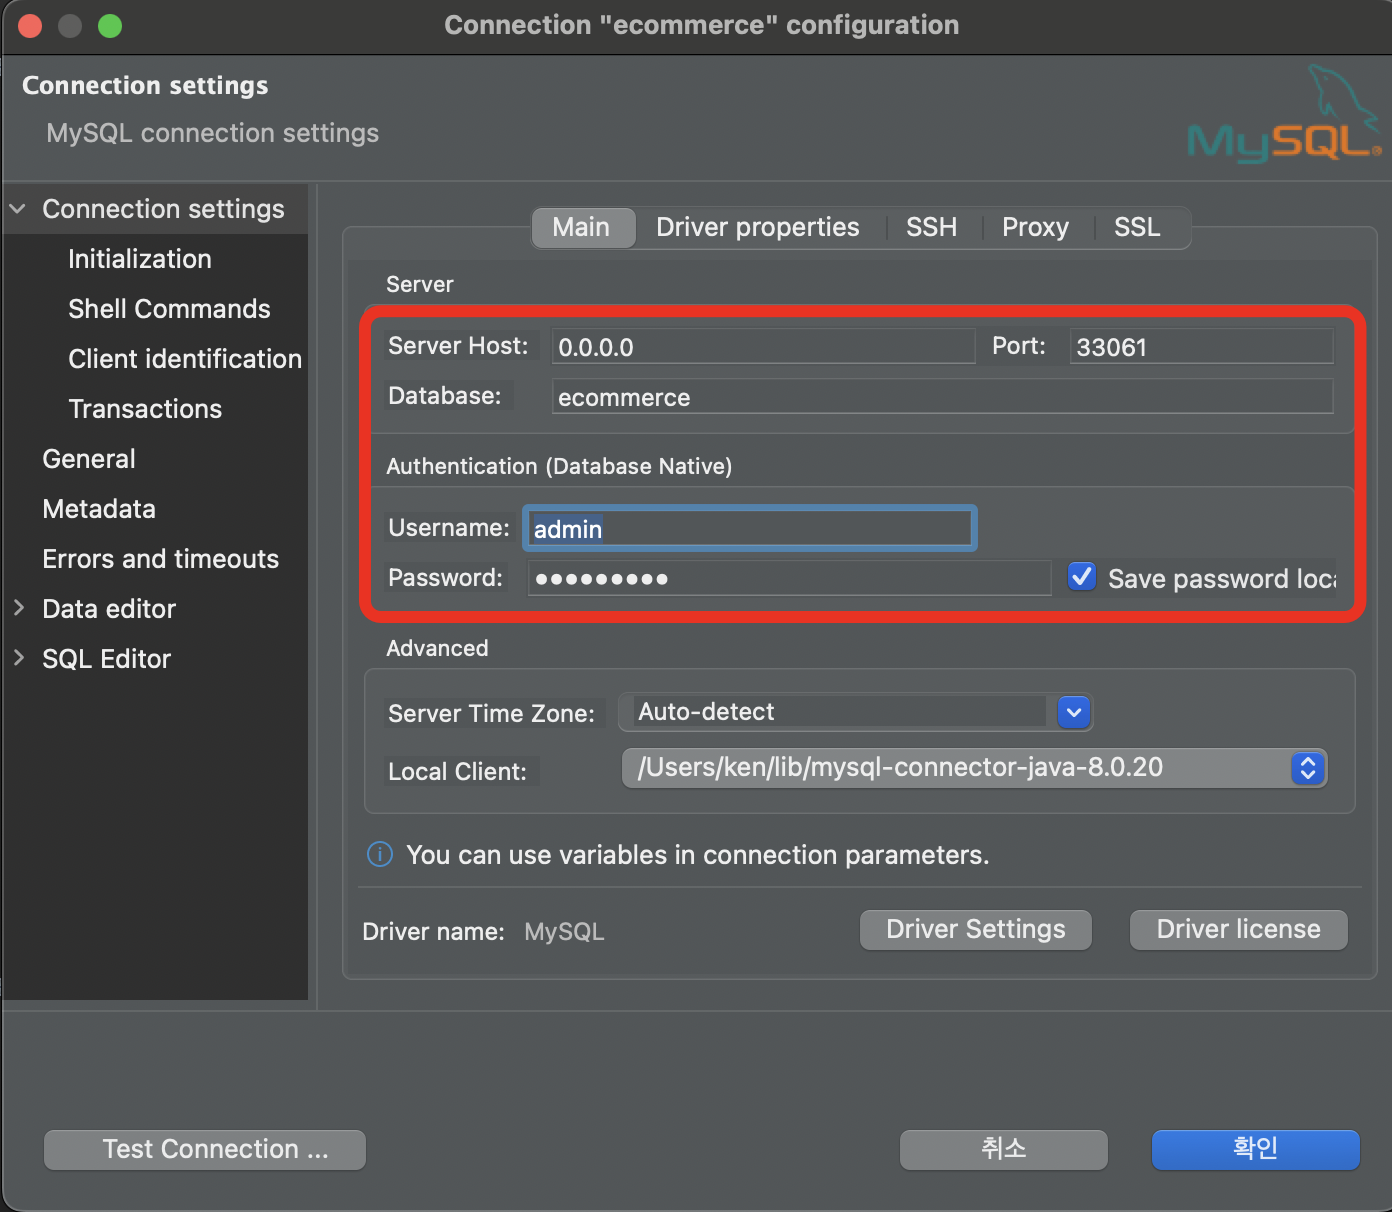 Connection "ecommerce" configuration
Connection settings
MySQL connection settings
MySQL®
Connection settings
Initialization
Shell Commands
Client identification
Transactions
General
Metadata
Errors and timeouts
Data editor
SQL Editor
Main Driver properties SSH Proxy SSL
Server
Server Host: 0.0.0.0 Port: 33061
Database: ecommerce
Authentication (Database Native)
Username: admin
Password: ••••••••• Save password loca
Advanced
Server Time Zone: Auto-detect
Local Client: /Users/ken/lib/mysql-connector-java-8.0.20
You can use variables in connection parameters.
Driver name: MySQL Driver Settings Driver license
Test Connection ... 취소 확인